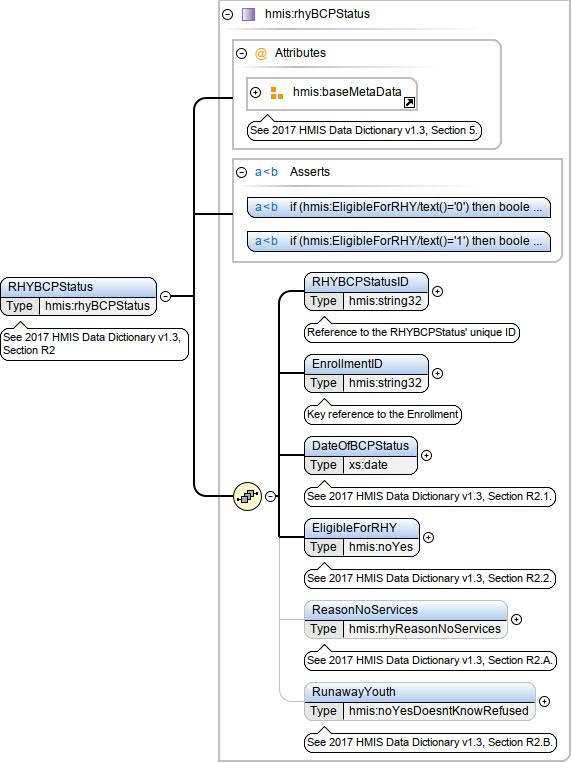 hmis:rhyBCPStatus
@ Attributes
hmis:baseMetaData
See 2017 HMIS Data Dictionary v1.3, Section 5.
a<b Asserts
a<b if (hmis:EligibleForRHY/text()='0') then boole ...
a<b if (hmis:EligibleForRHY/text()='1') then boole ...
RHYBCPStatus
Type hmis:rhyBCPStatus
See 2017 HMIS Data Dictionary v1.3,
Section R2
RHYBCPStatusID
Type hmis:string32
Reference to the RHYBCPStatus' unique ID
EnrollmentID
Type hmis:string32
Key reference to the Enrollment
DateOfBCPStatus
Type xs:date
See 2017 HMIS Data Dictionary v1.3, Section R2.1.
EligibleForRHY
Type hmis:noYes
See 2017 HMIS Data Dictionary v1.3, Section R2.2.
ReasonNoServices
Type hmis:rhyReasonNoServices
See 2017 HMIS Data Dictionary v1.3, Section R2.A.
RunawayYouth
Type hmis:noYesDoesntKnowRefused
See 2017 HMIS Data Dictionary v1.3, Section R2.B.